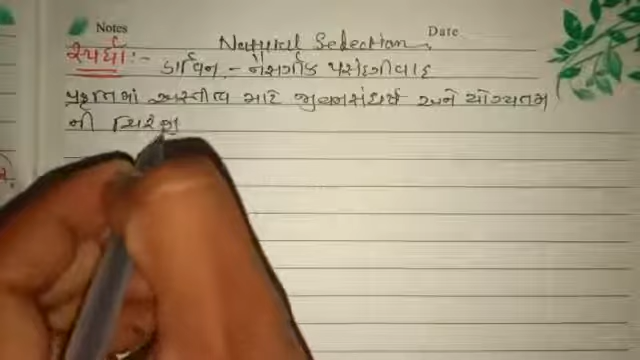 Notes
Date
Natural Selection
સ્પર્ધા :-
ડાર્વિન - નૈસર્ગીક પસંદગીવાદ
પ્રકૃતિમાં અસ્તીત્વ માટે જીવનસંઘર્ષ અને યોગ્યતમ
ની ચિરં